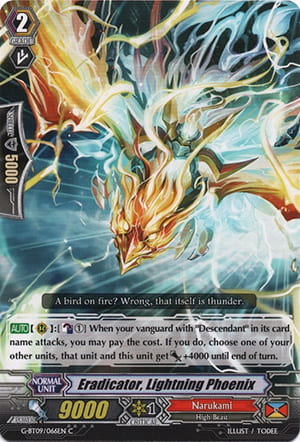 2
GRADE
5000
A bird on fire? Wrong, that itself is thunder.
AUTO [ ]:[ ①] When your vanguard with "Descendant" in its card
name attacks, you may pay the cost. If you do, choose one of your
other units, that unit and this unit get +4000 until end of turn.
NORMAL
UNIT
Eradicator, Lightning Phoenix
POWER
9000
1
CRITICAL
Narukami
High Beast
G-BT09/066EN C
ILLUST / TODEE